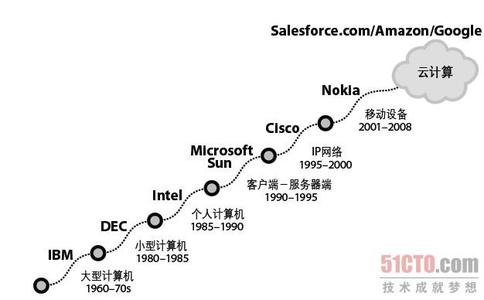 Salesforce.com/Amazon/Google
云计算
Nokia
移动设备
2001–2008
Cisco
IP网络
1995–2000
Microsoft
Sun
客户端–服务器端
1990–1995
Intel
个人计算机
1985–1990
DEC
小型计算机
1980–1985
IBM
大型计算机
1960–70s
51CTO.com
技术成就梦想